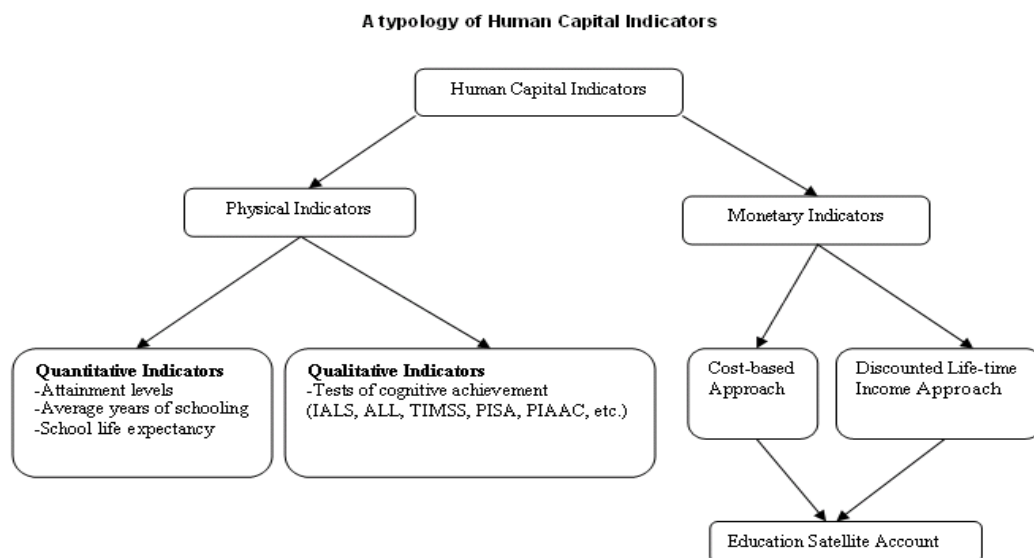 A typology of Human Capital Indicators
Human Capital Indicators
Physical Indicators
Monetary Indicators
Quantitative Indicators
-Attainment levels
-Average years of schooling
-School life expectancy
Qualitative Indicators
-Tests of cognitive achievement
(IALS, ALL, TIMSS, PISA, PIAAC, etc.)
Cost-based
Approach
Discounted Life-time
Income Approach
Education Satellite Account